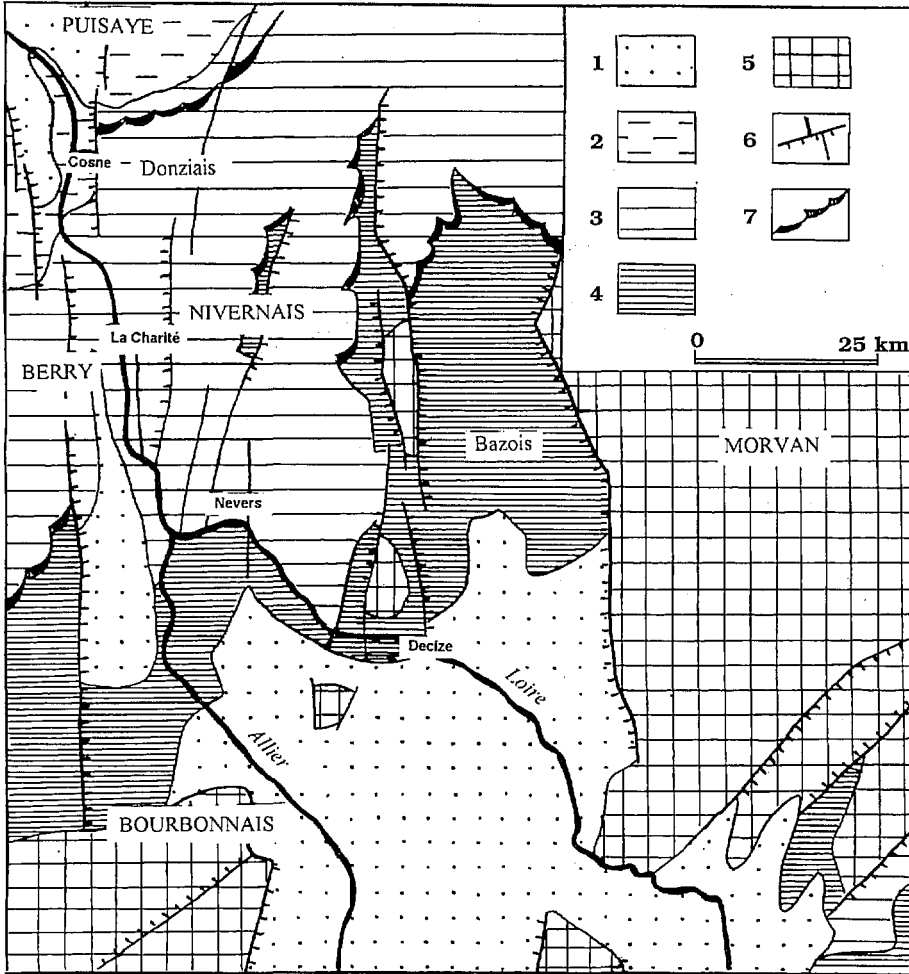 PUISAYE
1
5
2
6
Cosne
Donziais
3
7
4
NIVERNAIS
La Charité
0 25 km
BERRY
Bazois
MORVAN
Nevers
Decize
Loire
Allier
BOURBONNAIS